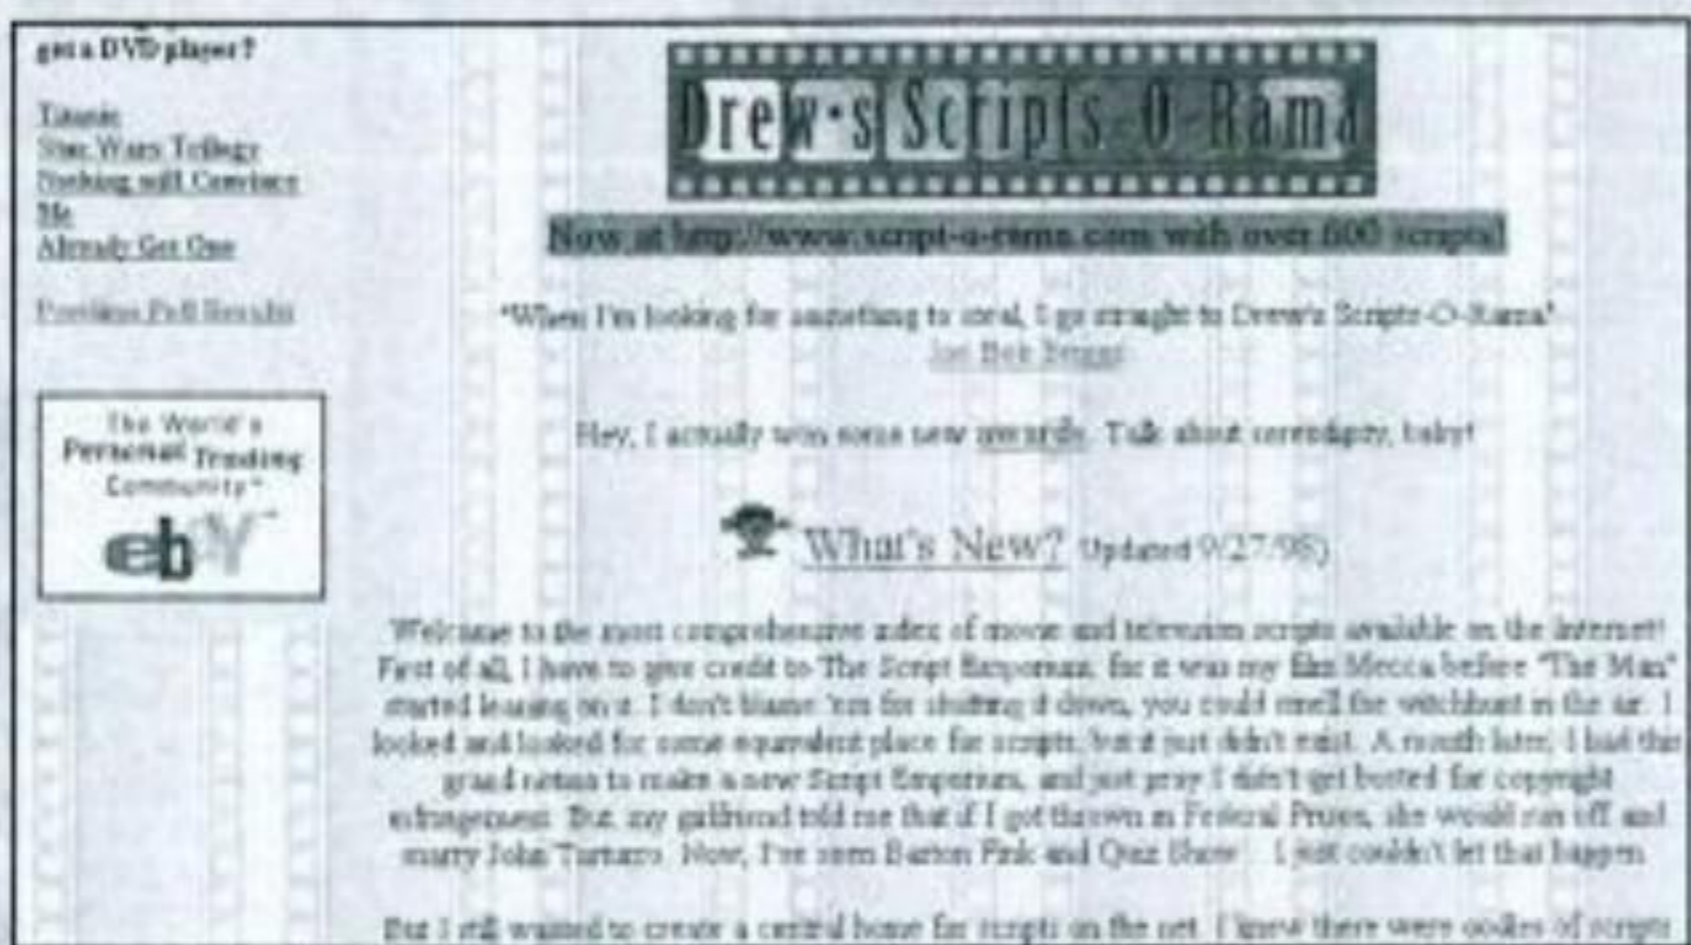 get a DVD player?
Titanic
Star Wars Trilogy
Nothing will Convince
Me
Already Got One
Previous Poll Results
The World's
Personal Trading
Community™
ebY™
Drew's Scripts-O-Rama
Now at http://www.script-o-rama.com with over 600 scripts!
"When I'm looking for something to steal, I go straight to Drew's Scripts-O-Rama"
Joe Bob Briggs
Hey, I actually won some new awards. Talk about serendipity, baby!
What's New? Updated 9/27/98)
Welcome to the most comprehensive index of movie and television scripts available on the internet!
First of all, I have to give credit to The Script Emporium, for it was my film Mecca before "The Man"
started leaning on it. I don't blame 'em for shutting it down, you could smell the witchhunt in the air. I
looked and looked for some equivalent place for scripts, but it just didn't exist. A month later, I had this
grand notion to make a new Script Emporium, and just pray I didn't get busted for copyright
infringement. But, my girlfriend told me that if I got thrown in Federal Prison, she would run off and
marry John Turturro. Now, I've seen Barton Fink and Quiz Show... I just couldn't let that happen.
But I still wanted to create a central home for scripts on the net. I knew there were oodles of scripts